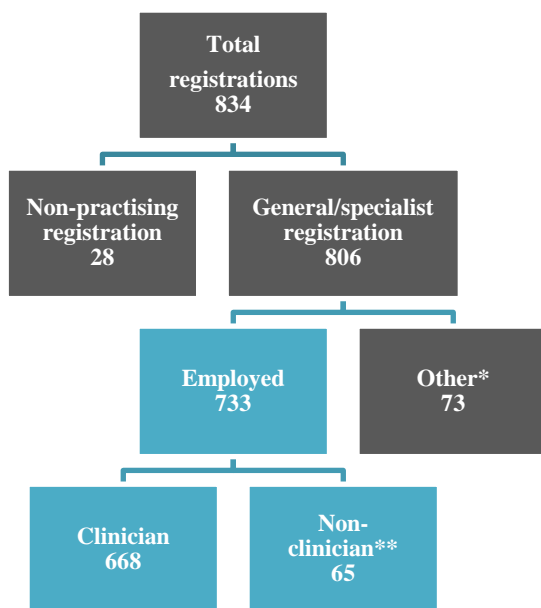 Total
registrations
834
Non-practising
registration
28
General/specialist
registration
806
Employed
733
Other*
73
Clinician
668
Non-
clinician**
65